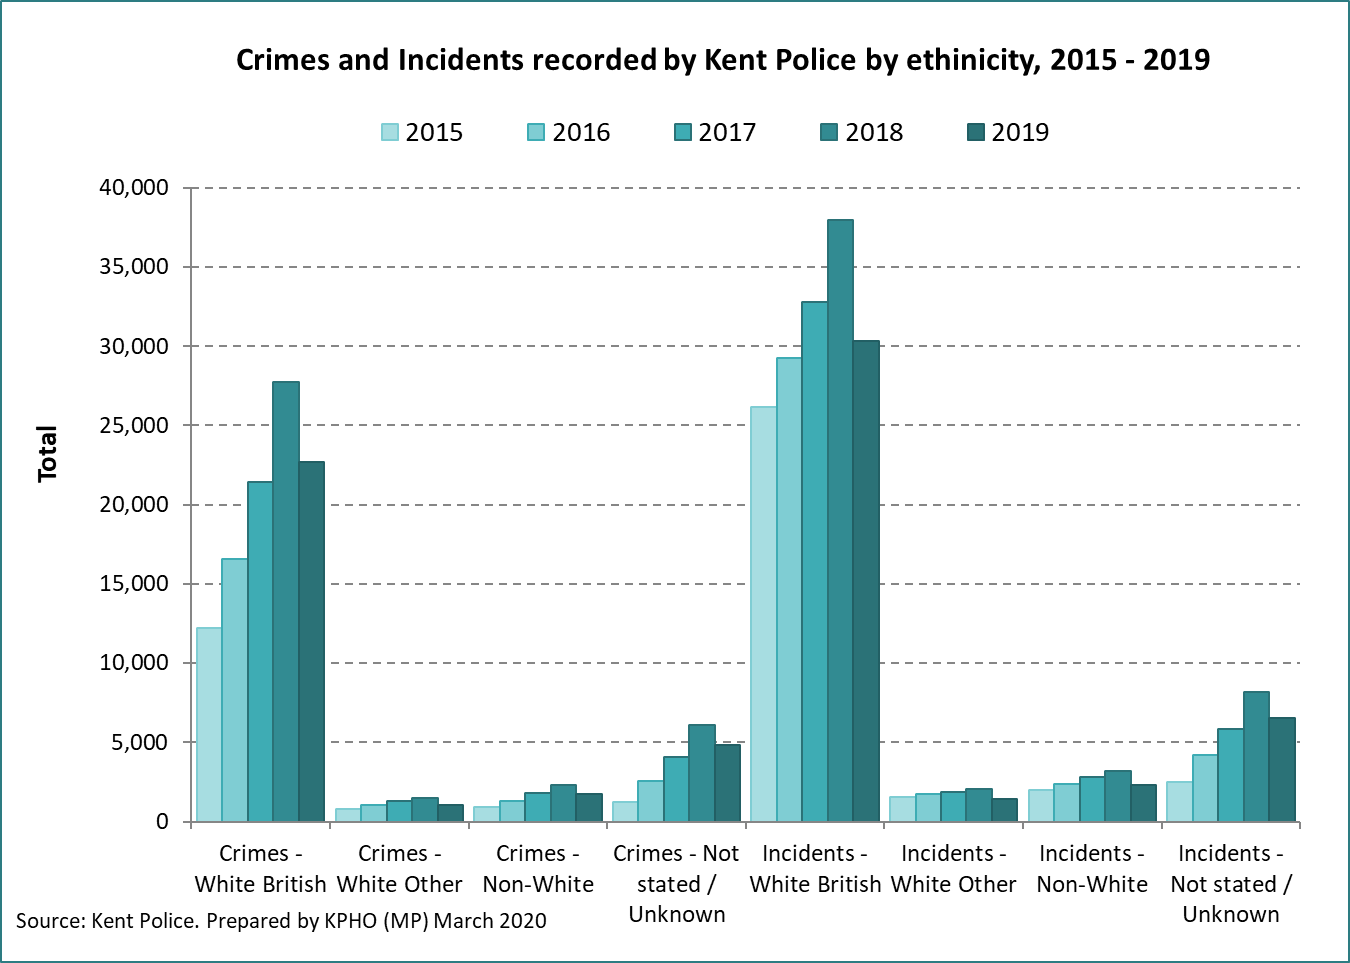 Crimes and Incidents recorded by Kent Police by ethinicity, 2015 - 2019
2015 2016 2017 2018 2019
40,000
35,000
30,000
25,000
20,000
15,000
10,000
5,000
0
Total
Crimes -
White British
Crimes -
White Other
Crimes -
Non-White
Crimes - Not
stated /
Unknown
Incidents -
White British
Incidents -
White Other
Incidents -
Non-White
Incidents -
Not stated /
Unknown
Source: Kent Police. Prepared by KPHO (MP) March 2020